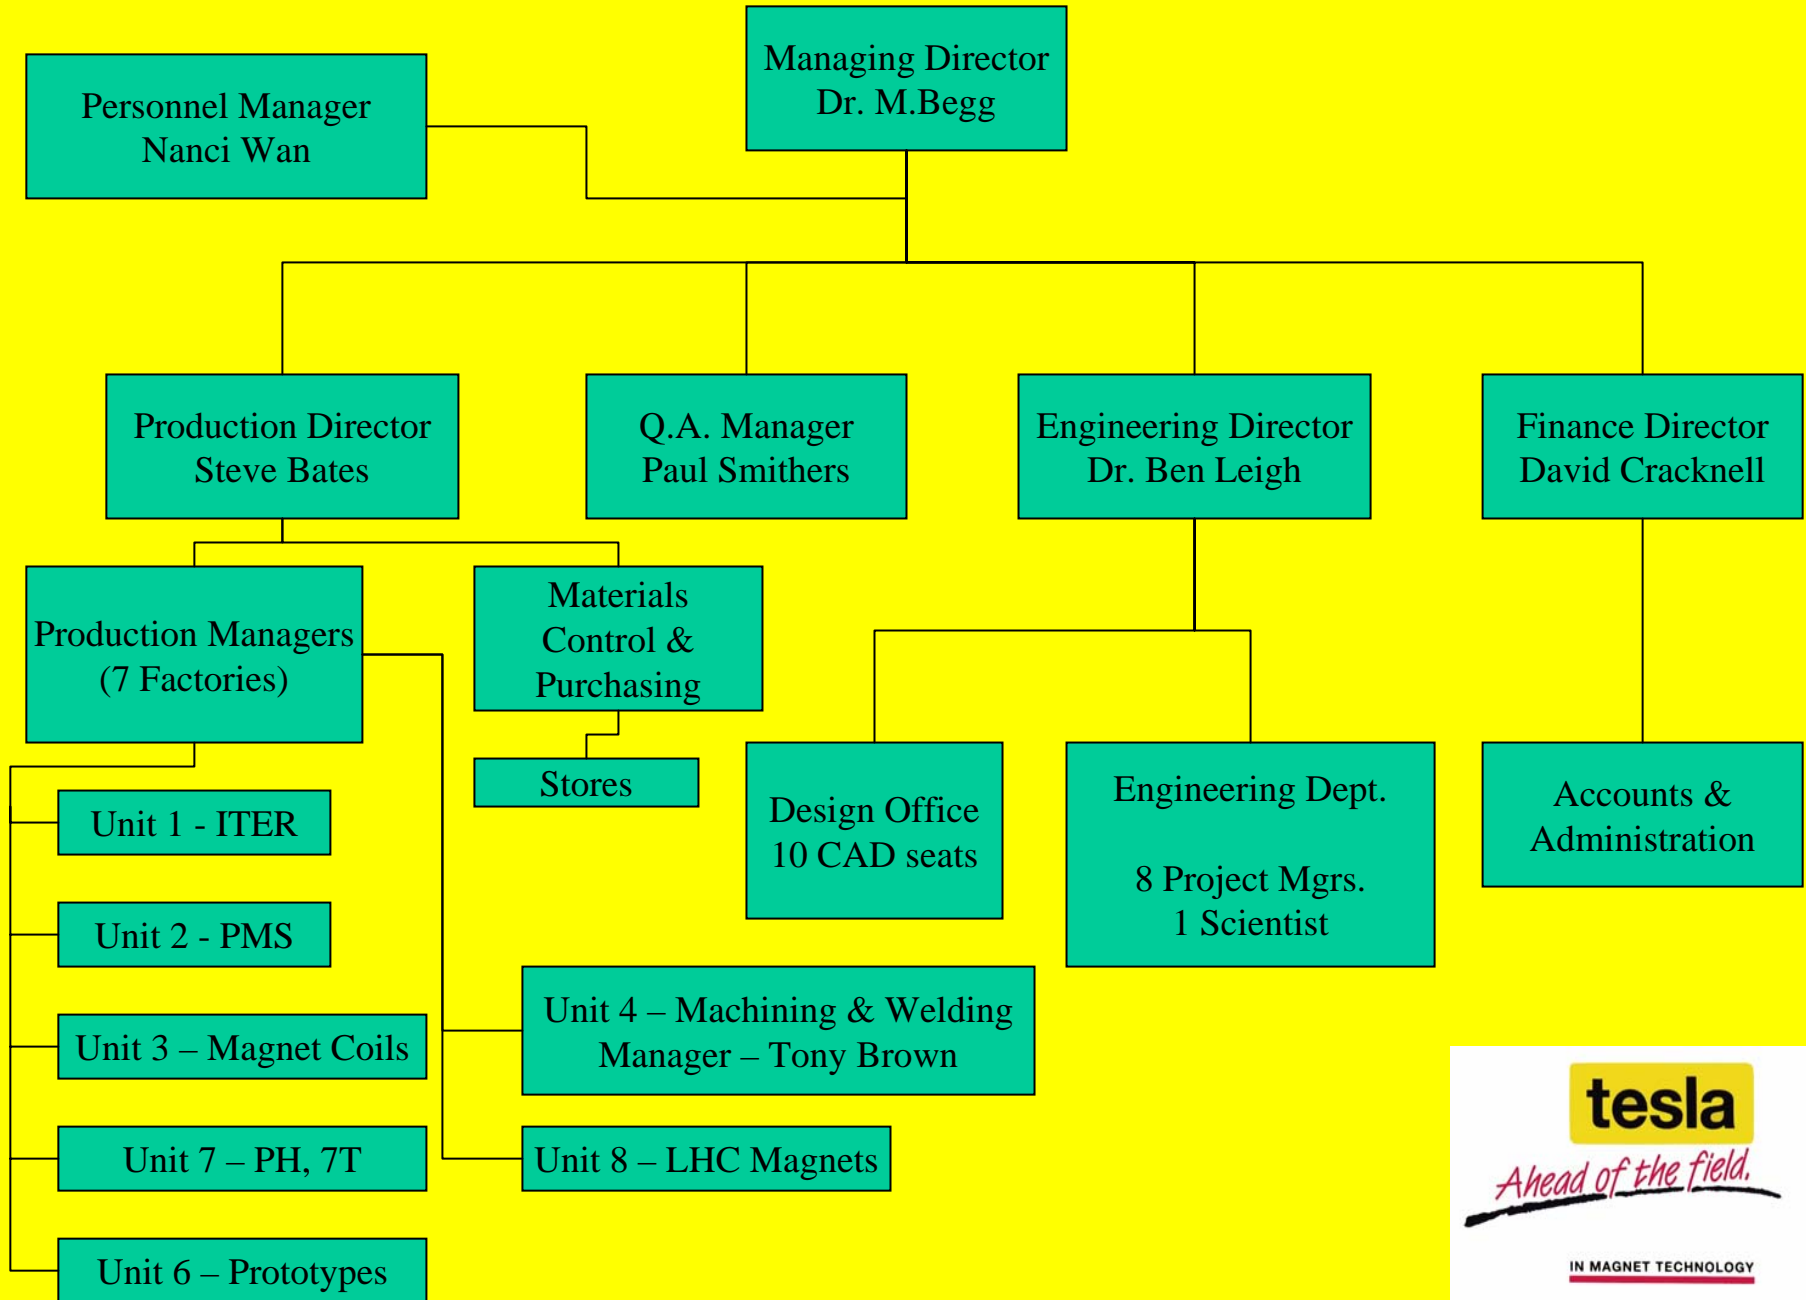 Managing Director
Dr. M.Begg
Personnel Manager
Nanci Wan
Production Director
Steve Bates
Q.A. Manager
Paul Smithers
Engineering Director
Dr. Ben Leigh
Finance Director
David Cracknell
Production Managers
(7 Factories)
Materials
Control &
Purchasing
Stores
Design Office
10 CAD seats
Engineering Dept.
8 Project Mgrs.
1 Scientist
Accounts &
Administration
Unit 1 - ITER
Unit 2 - PMS
Unit 3 – Magnet Coils
Unit 7 – PH, 7T
Unit 6 – Prototypes
Unit 4 – Machining & Welding
Manager – Tony Brown
Unit 8 – LHC Magnets
tesla
Ahead of the field.
IN MAGNET TECHNOLOGY